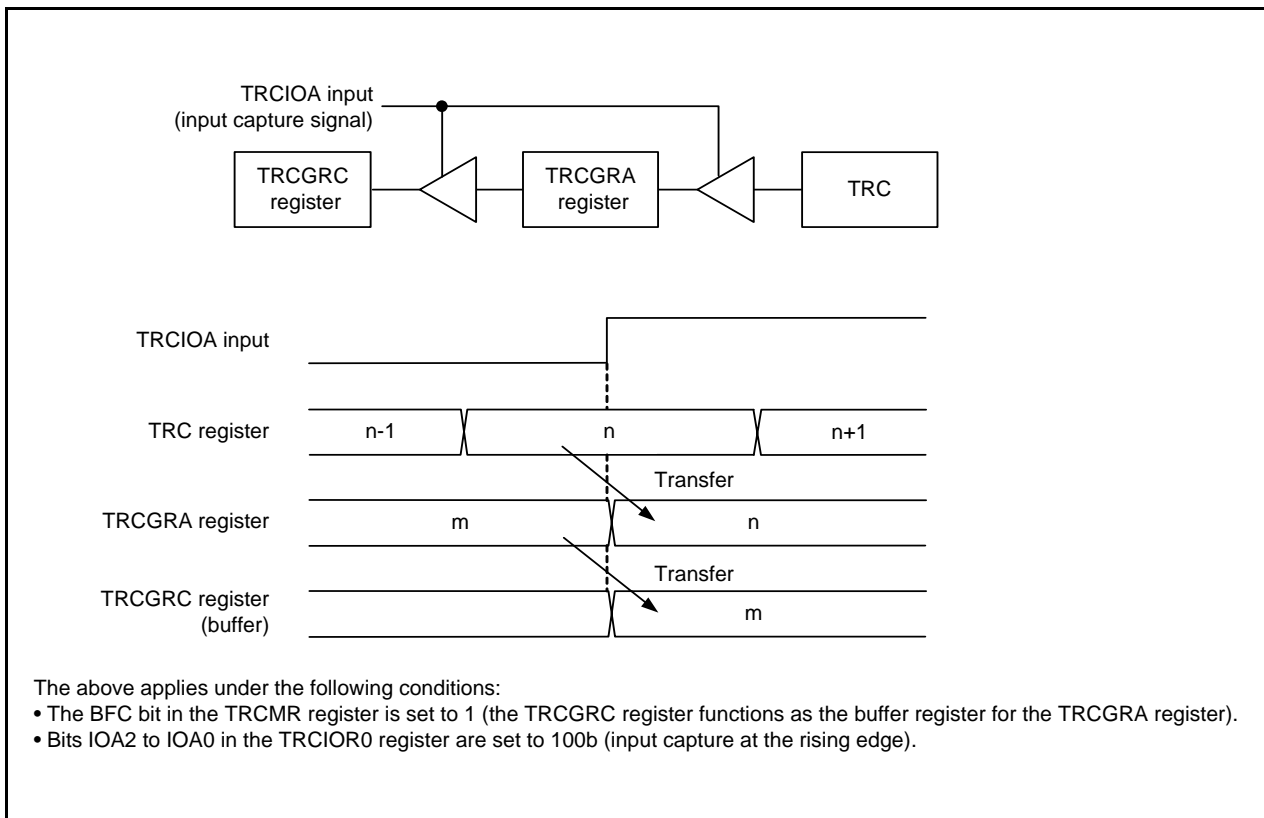 TRCIOA input
(input capture signal)
TRCGRC
register
TRCGRA
register
TRC
TRCIOA input
TRC register
n-1
n
n+1
Transfer
TRCGRA register
m
n
Transfer
TRCGRC register
(buffer)
m
The above applies under the following conditions:
• The BFC bit in the TRCMR register is set to 1 (the TRCGRC register functions as the buffer register for the TRCGRA register).
• Bits IOA2 to IOA0 in the TRCIOR0 register are set to 100b (input capture at the rising edge).